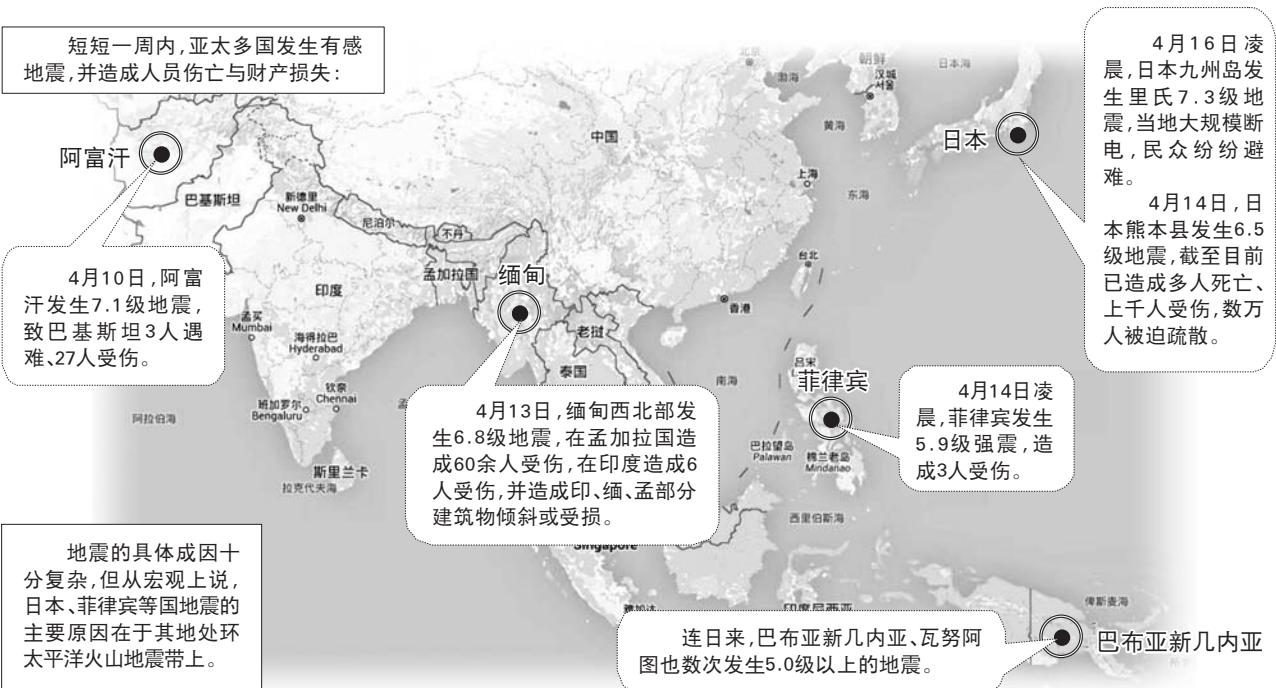 短短一周内,亚太多国发生有感
地震,并造成人员伤亡与财产损失:
4月16日凌
晨,日本九州岛发
生里氏7.3级地
震,当地大规模断
电,民众纷纷避
难。
4月14日,日
本熊本县发生6.5
级地震,截至目前
已造成多人死亡、
上千人受伤,数万
人被迫疏散。
北京
渤海
朝鲜
汉城
서울
日本海
日本
中国
黄海
上海
东海
阿富汗
巴基斯坦
新德里
New Delhi
尼泊尔
不丹
孟加拉国
缅甸
台北
香港
4月10日,阿富
汗发生7.1级地震,
致巴基斯坦3人遇
难、27人受伤。
印度
孟买
Mumbai
海得拉巴
Hyderabad
老挝
泰国
吕宋
南海
菲律宾
钦奈
Chennai
班加罗尔
Bengaluru
阿拉伯海
4月13日,缅甸西北部发
生6.8级地震,在孟加拉国造
成60余人受伤,在印度造成6
人受伤,并造成印、缅、孟部分
建筑物倾斜或受损。
4月14日凌
晨,菲律宾发生
5.9级强震,造
成3人受伤。
巴拉望岛
Palawan
棉兰老岛
Mindanao
斯里兰卡
拉克代夫海
西里伯斯海
Singapore
地震的具体成因十
分复杂,但从宏观上说,
日本、菲律宾等国地震的
主要原因在于其地处环
太平洋火山地震带上。
雅加达
印度尼西亚
俾斯麦海
连日来,巴布亚新几内亚、瓦努阿
图也数次发生5.0级以上的地震。
巴布亚新几内亚